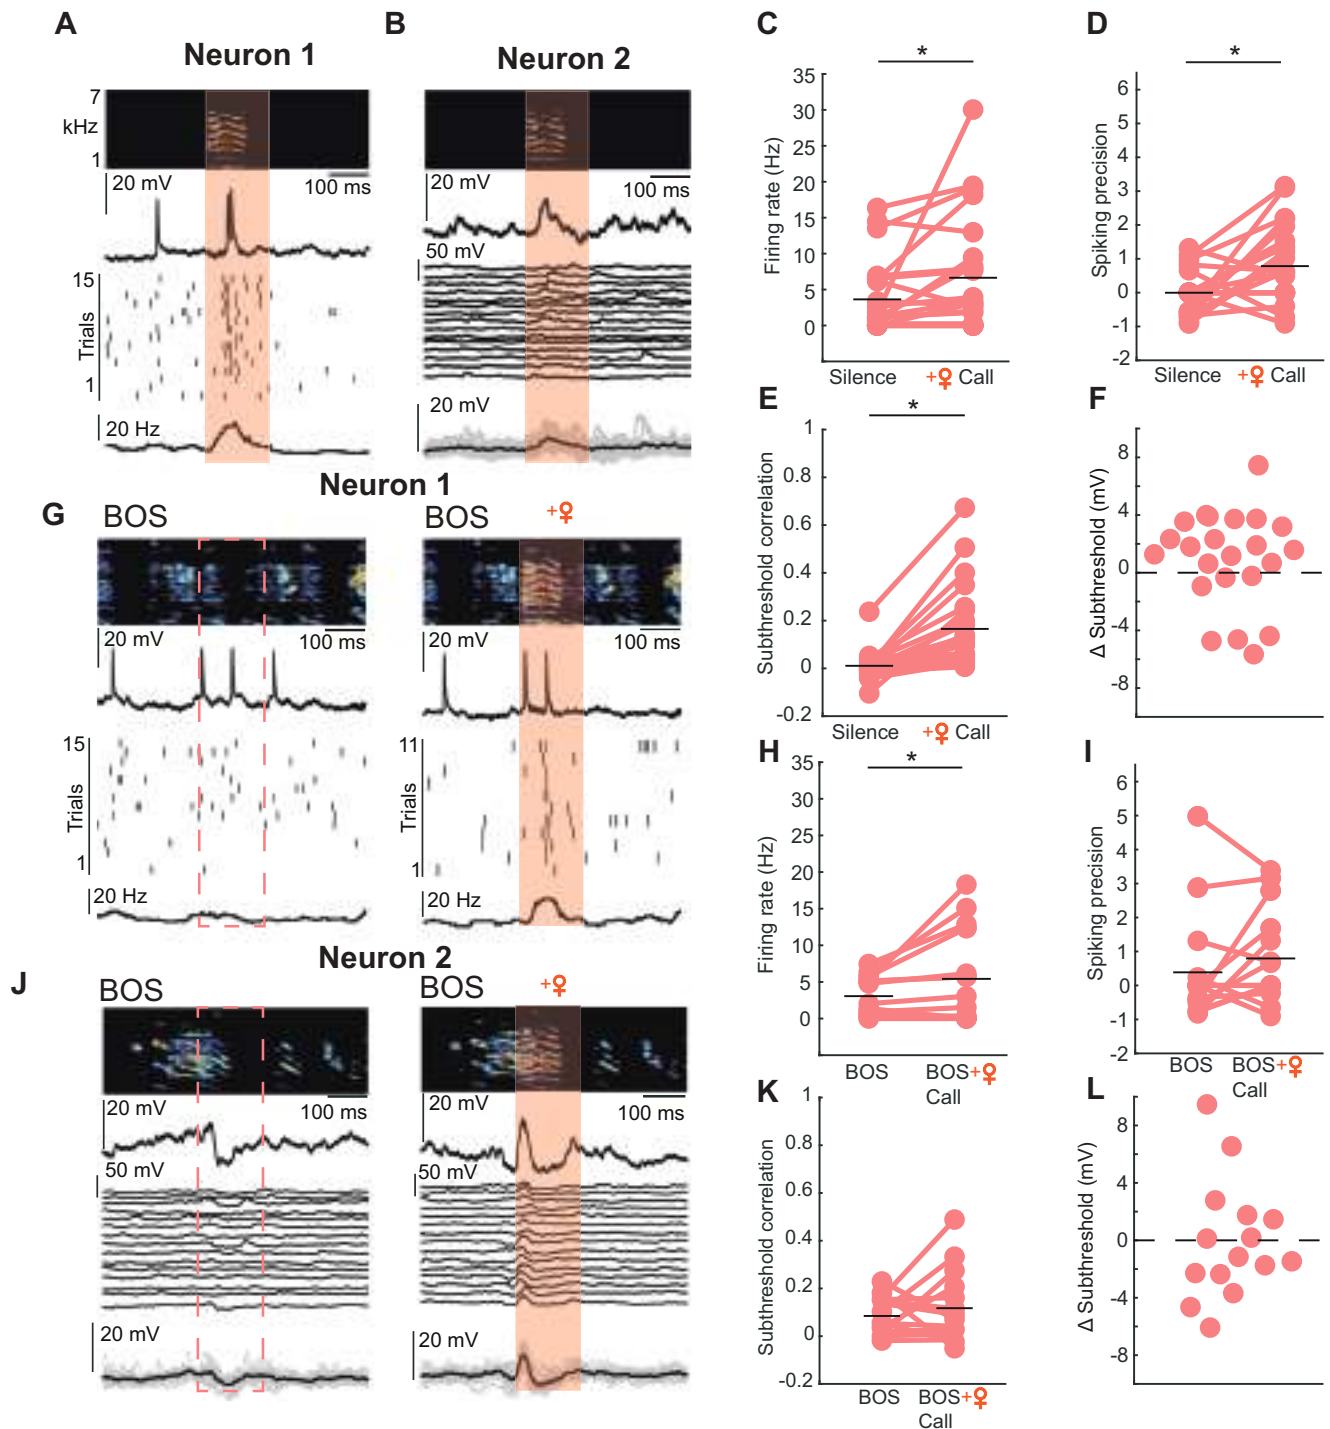 A
Neuron 1
7
kHz
1
20 mV
100 ms
15
Trials
1
20 Hz
B
Neuron 2
20 mV
100 ms
50 mV
20 mV
C
*
35
30
25
20
15
10
5
0
Firing rate (Hz)
Silence
+♀ Call
D
*
6
5
4
3
2
1
0
-1
-2
Spiking precision
Silence
+♀ Call
E
*
1
0.8
0.6
0.4
0.2
0
-0.2
Subthreshold correlation
Silence
+♀ Call
F
8
4
0
-4
-8
Δ Subthreshold (mV)
Neuron 1
G
BOS
20 mV
100 ms
15
Trials
1
20 Hz
BOS
+♀
20 mV
100 ms
11
Trials
1
20 Hz
H
*
35
30
25
20
15
10
5
0
Firing rate (Hz)
BOS
BOS+♀
Call
I
6
5
4
3
2
1
0
-1
-2
Spiking precision
BOS
BOS+♀
Call
Neuron 2
J
BOS
20 mV
100 ms
50 mV
20 mV
BOS
+♀
20 mV
100 ms
50 mV
20 mV
K
1
0.8
0.6
0.4
0.2
0
-0.2
Subthreshold correlation
BOS
BOS+♀
Call
L
8
4
0
-4
-8
Δ Subthreshold (mV)